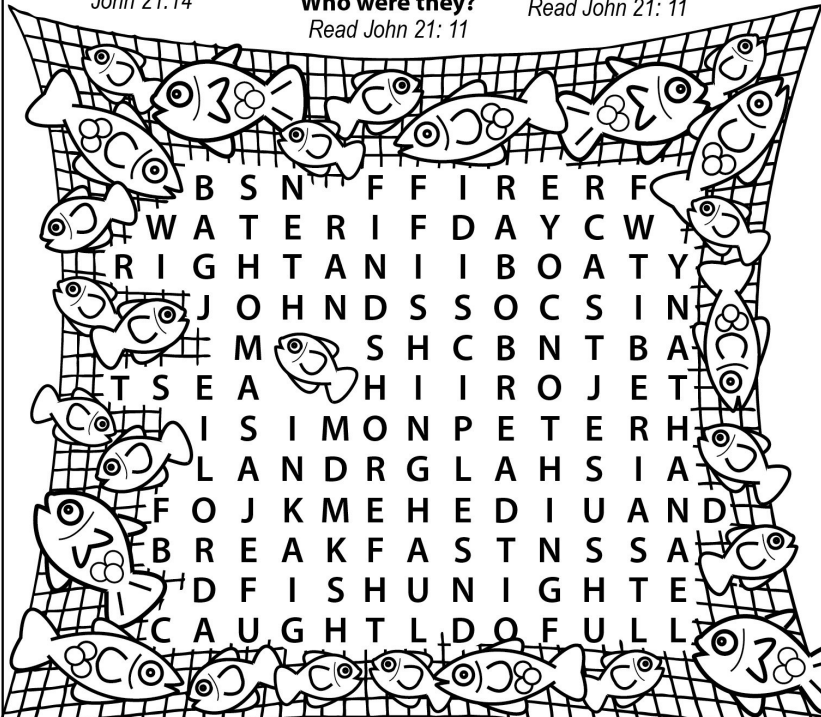 John 21:14
Who were they?
Read John 21: 11
Read John 21: 11
B S N F F I R E R F
W A T E R I F D A Y C W
R I G H T A N I I B O A T Y
J O H N D S S O C S I N
M S H C B N T B A
T S E A H I I R O J E T
I S I M O N P E T E R H
L A N D R G L A H S I A
F O J K M E H E D I U A N D
B R E A K F A S T N S S A
D F I S H U N I G H T E
C A U G H T L D O F U L L